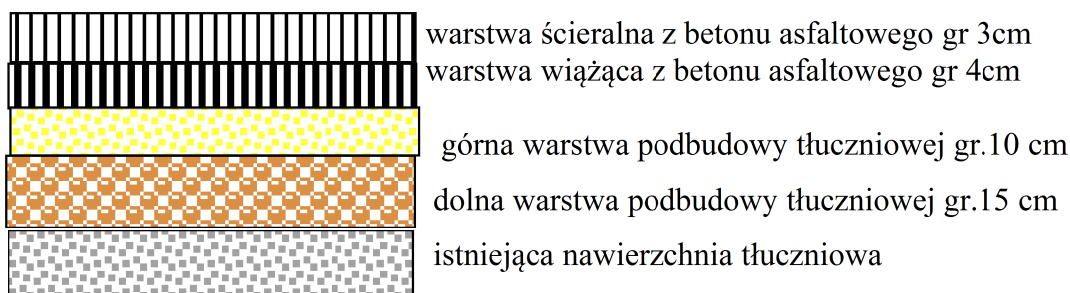 warstwa ścieralna z betonu asfaltowego gr 3cm
warstwa wiążąca z betonu asfaltowego gr 4cm
górna warstwa podbudowy tłuczniowej gr.10 cm
dolna warstwa podbudowy tłuczniowej gr.15 cm
istniejąca nawierzchnia tłuczniowa